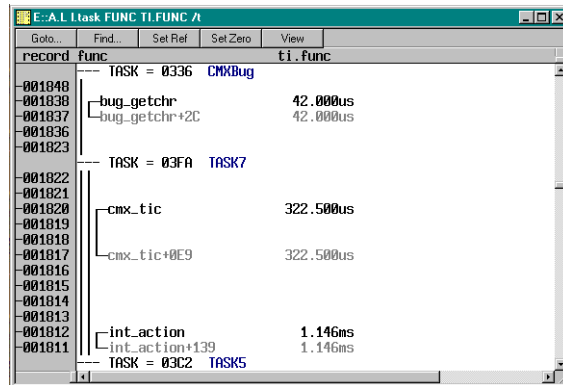 E::A.L l.task FUNC TI.FUNC /t
Goto... Find... Set Ref Set Zero View
record func ti.func
--- TASK = 0336 CMXBug
-001848
-001838 bug_getchr 42.000us
-001837 bug_getchr+2C 42.000us
-001836
-001823
--- TASK = 03FA TASK7
-001822
-001821
-001820 cmx_tic 322.500us
-001819
-001818
-001817 cmx_tic+0E9 322.500us
-001816
-001815
-001814
-001813
-001812 int_action 1.146ms
-001811 int_action+139 1.146ms
--- TASK = 03C2 TASK5